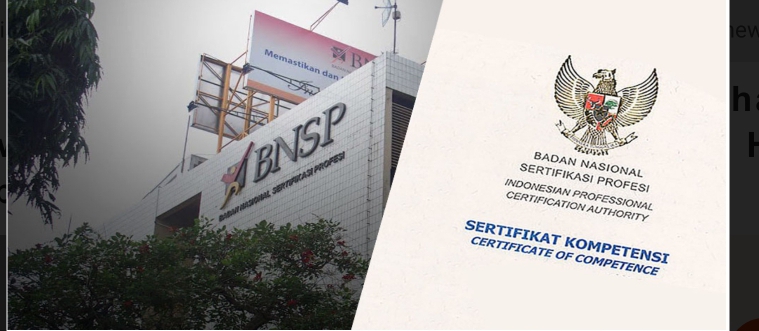 Memastikan dan
BNSP
BADAN NASIONAL SERTIFIKASI PROFESI
BADAN NASIONAL
SERTIFIKASI PROFESI
INDONESIAN PROFESSIONAL
CERTIFICATION AUTHORITY
SERTIFIKAT KOMPETENSI
CERTIFICATE OF COMPETENCE